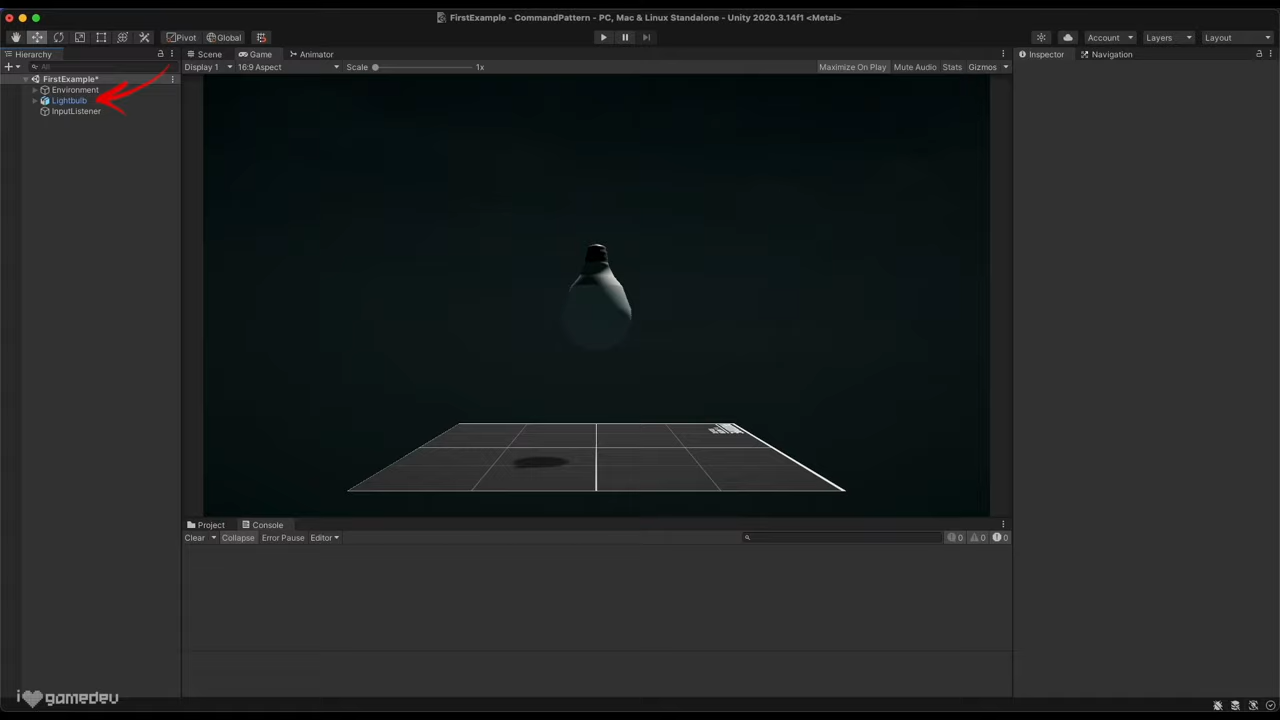 FirstExample - CommandPattern - PC, Mac & Linux Standalone - Unity 2020.3.14f1 <Metal>
Pivot Global Account Layers Layout
Hierarchy Scene Game Animator Inspector Navigation
All Display 1 16:9 Aspect Scale 1x Maximize On Play Mute Audio Stats Gizmos
FirstExample*
Environment
Lightbulb
InputListener
Project Console
Clear Collapse Error Pause Editor 0 0 0
i gamedev